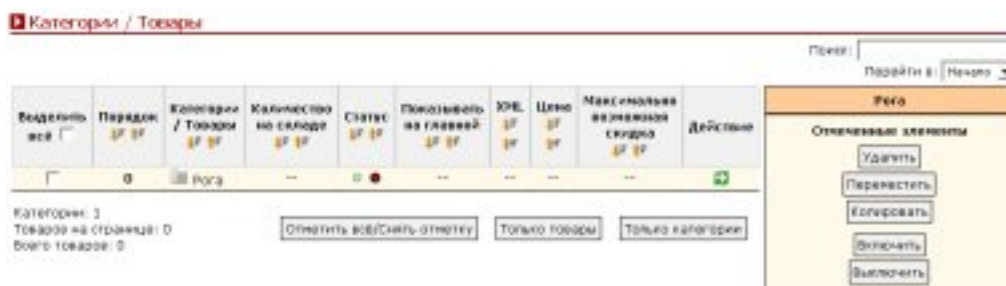 Категории / Товары
Поиск:
Перейти в: Начало
Выделить всё
Порядок
Категории / Товары
Количество на складе
Статус
Показывать на главной
XML
Цена
Максимально возможная скидка
Действие
0 Рога -- -- -- -- --
Категории: 1
Товаров на странице: 0
Всего товаров: 0
Отметить всё/Снять отметку
Только товары
Только категории
Рога
Отмеченные элементы
Удалить
Переместить
Копировать
Включить
Выключить